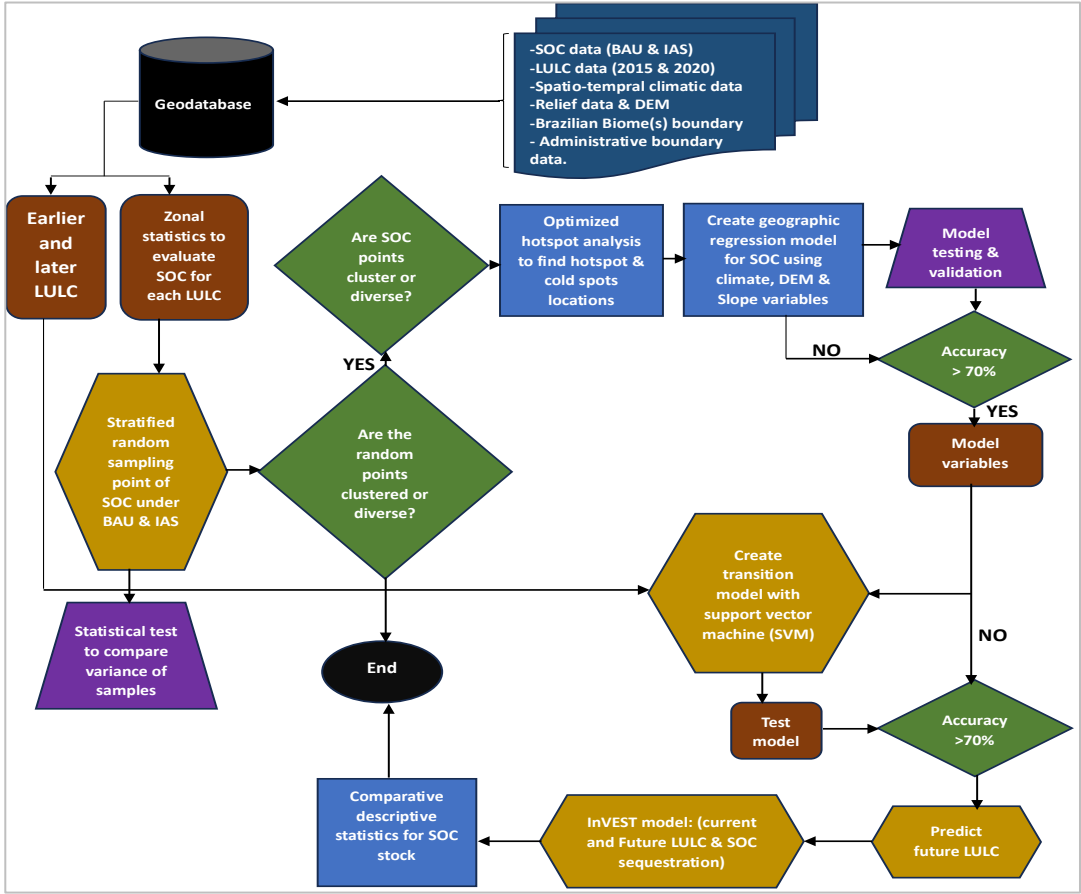 -SOC data (BAU & IAS)
-LULC data (2015 & 2020)
-Spatio-tempral climatic data
-Relief data & DEM
-Brazilian Biome(s) boundary
- Administrative boundary
data.
Geodatabase
Earlier
and
later
LULC
Zonal
statistics to
evaluate
SOC for
each LULC
Are SOC
points
cluster or
diverse?
Optimized
hotspot analysis
to find hotspot &
cold spots
locations
Create geographic
regression model
for SOC using
climate, DEM &
Slope variables
Model
testing &
validation
NO
Accuracy
> 70%
YES
YES
Stratified
random
sampling
point of
SOC under
BAU & IAS
Are the
random
points
clustered or
diverse?
Model
variables
Create
transition
model with
support vector
machine (SVM)
NO
Statistical test
to compare
variance of
samples
End
Test
model
Accuracy
>70%
Comparative
descriptive
statistics for SOC
stock
InVEST model: (current
and Future LULC & SOC
sequestration)
Predict
future LULC